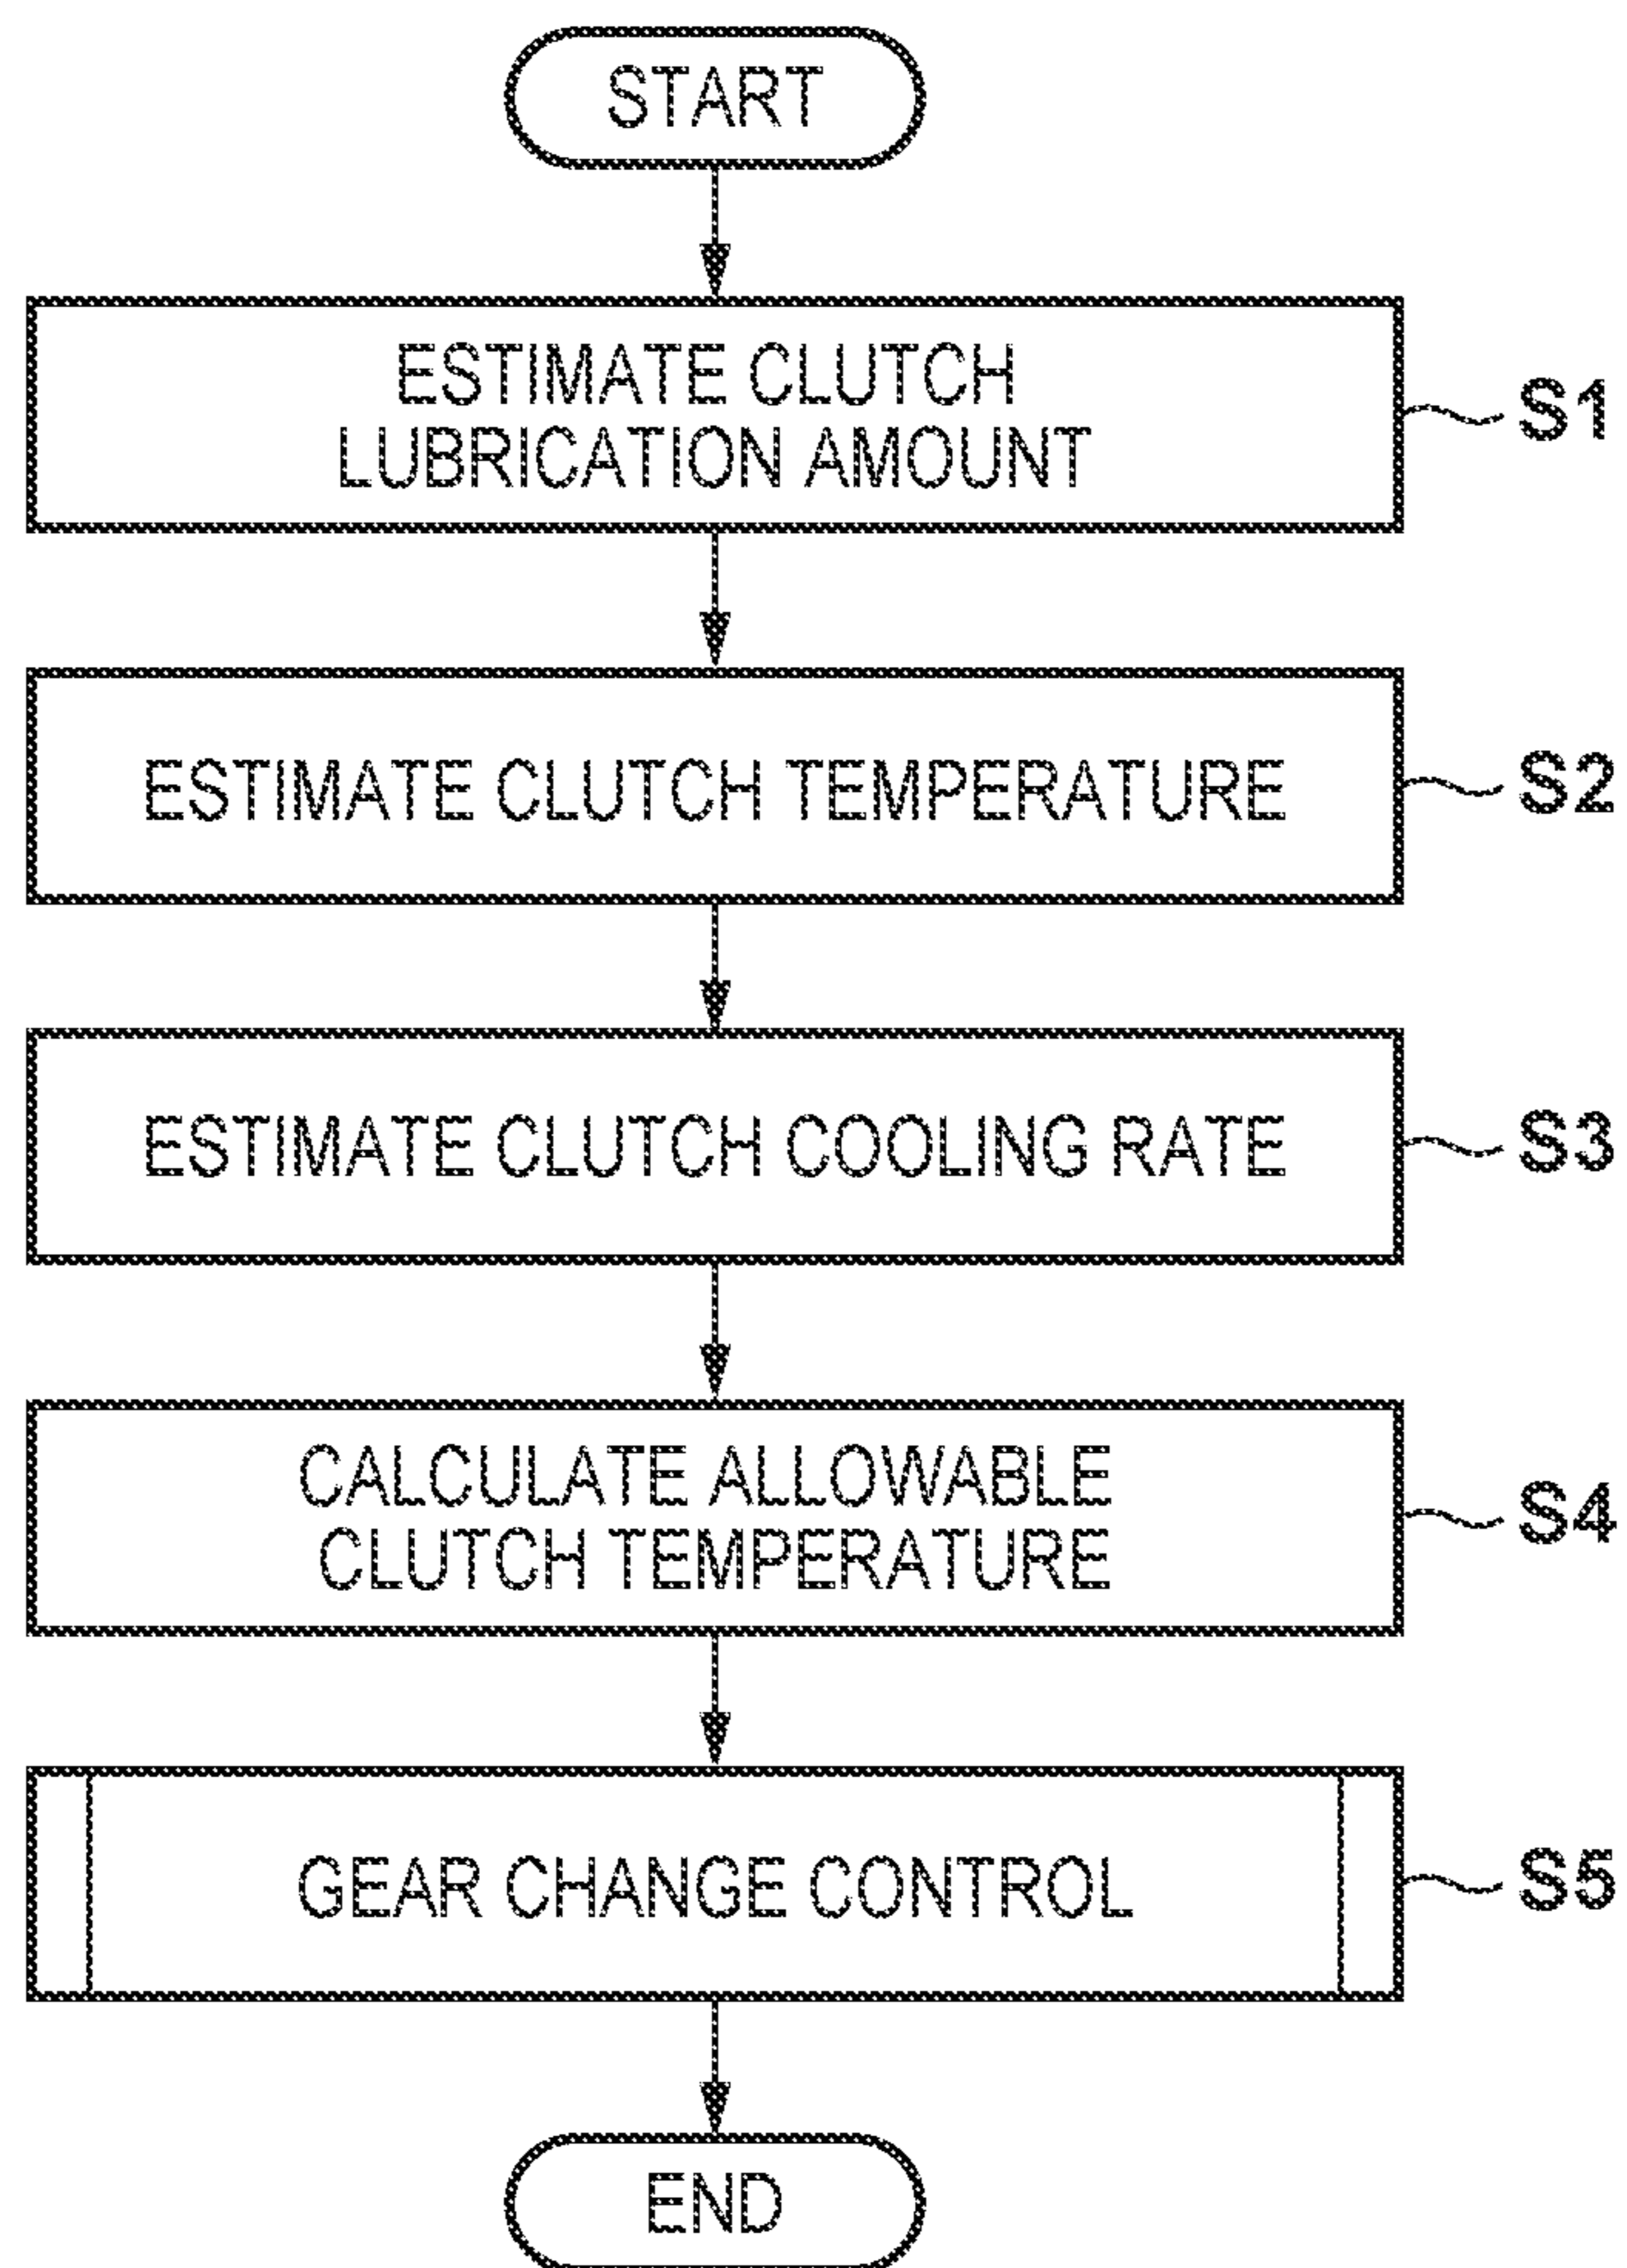 START
ESTIMATE CLUTCH
LUBRICATION AMOUNT
S1
ESTIMATE CLUTCH TEMPERATURE
S2
ESTIMATE CLUTCH COOLING RATE
S3
CALCULATE ALLOWABLE
CLUTCH TEMPERATURE
S4
GEAR CHANGE CONTROL
S5
END